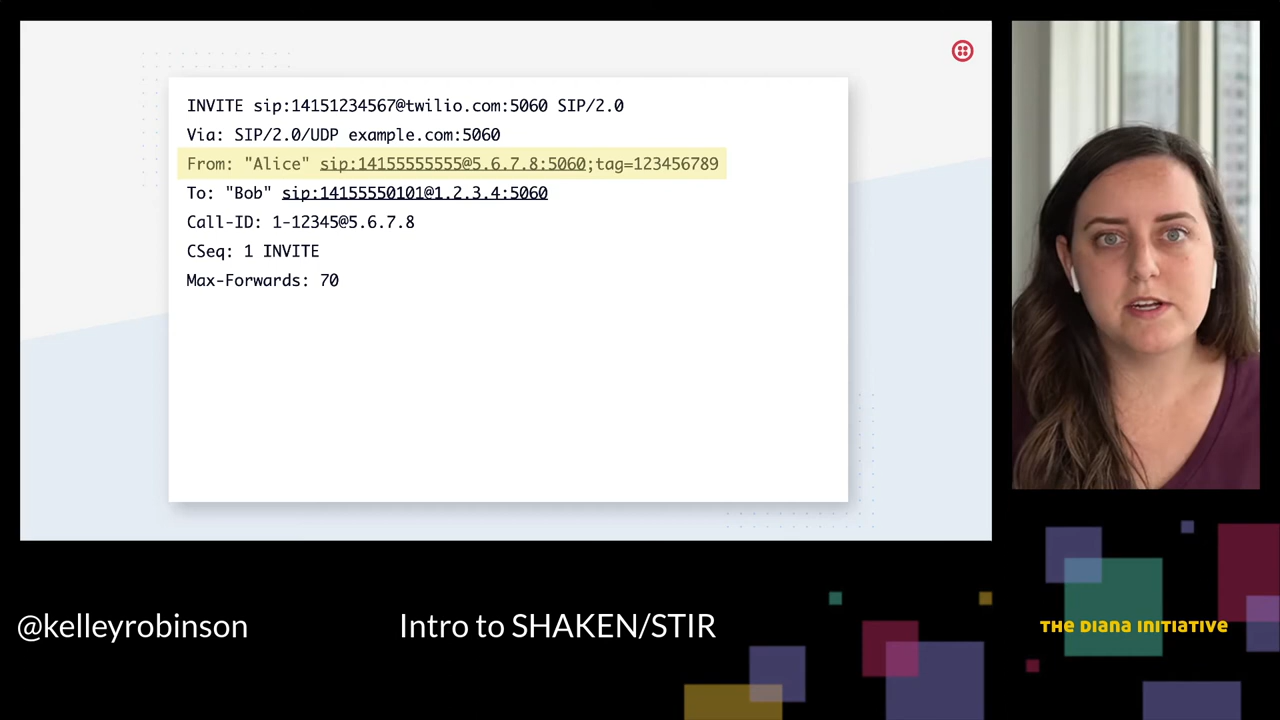 INVITE sip:14151234567@twilio.com:5060 SIP/2.0
Via: SIP/2.0/UDP example.com:5060
From: "Alice" sip:14155555555@5.6.7.8:5060;tag=123456789
To: "Bob" sip:14155550101@1.2.3.4:5060
Call-ID: 1-12345@5.6.7.8
CSeq: 1 INVITE
Max-Forwards: 70
@kelleyrobinson
Intro to SHAKEN/STIR
THE DIANA INITIATIVE